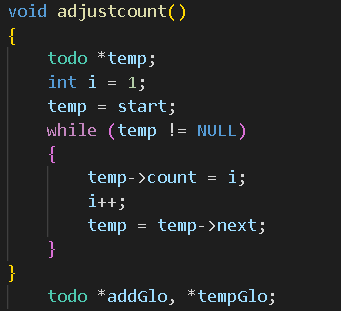 void adjustcount()
{
    todo *temp;
    int i = 1;
    temp = start;
    while (temp != NULL)
    {
        temp->count = i;
        i++;
        temp = temp->next;
    }
}
    todo *addGlo, *tempGlo;